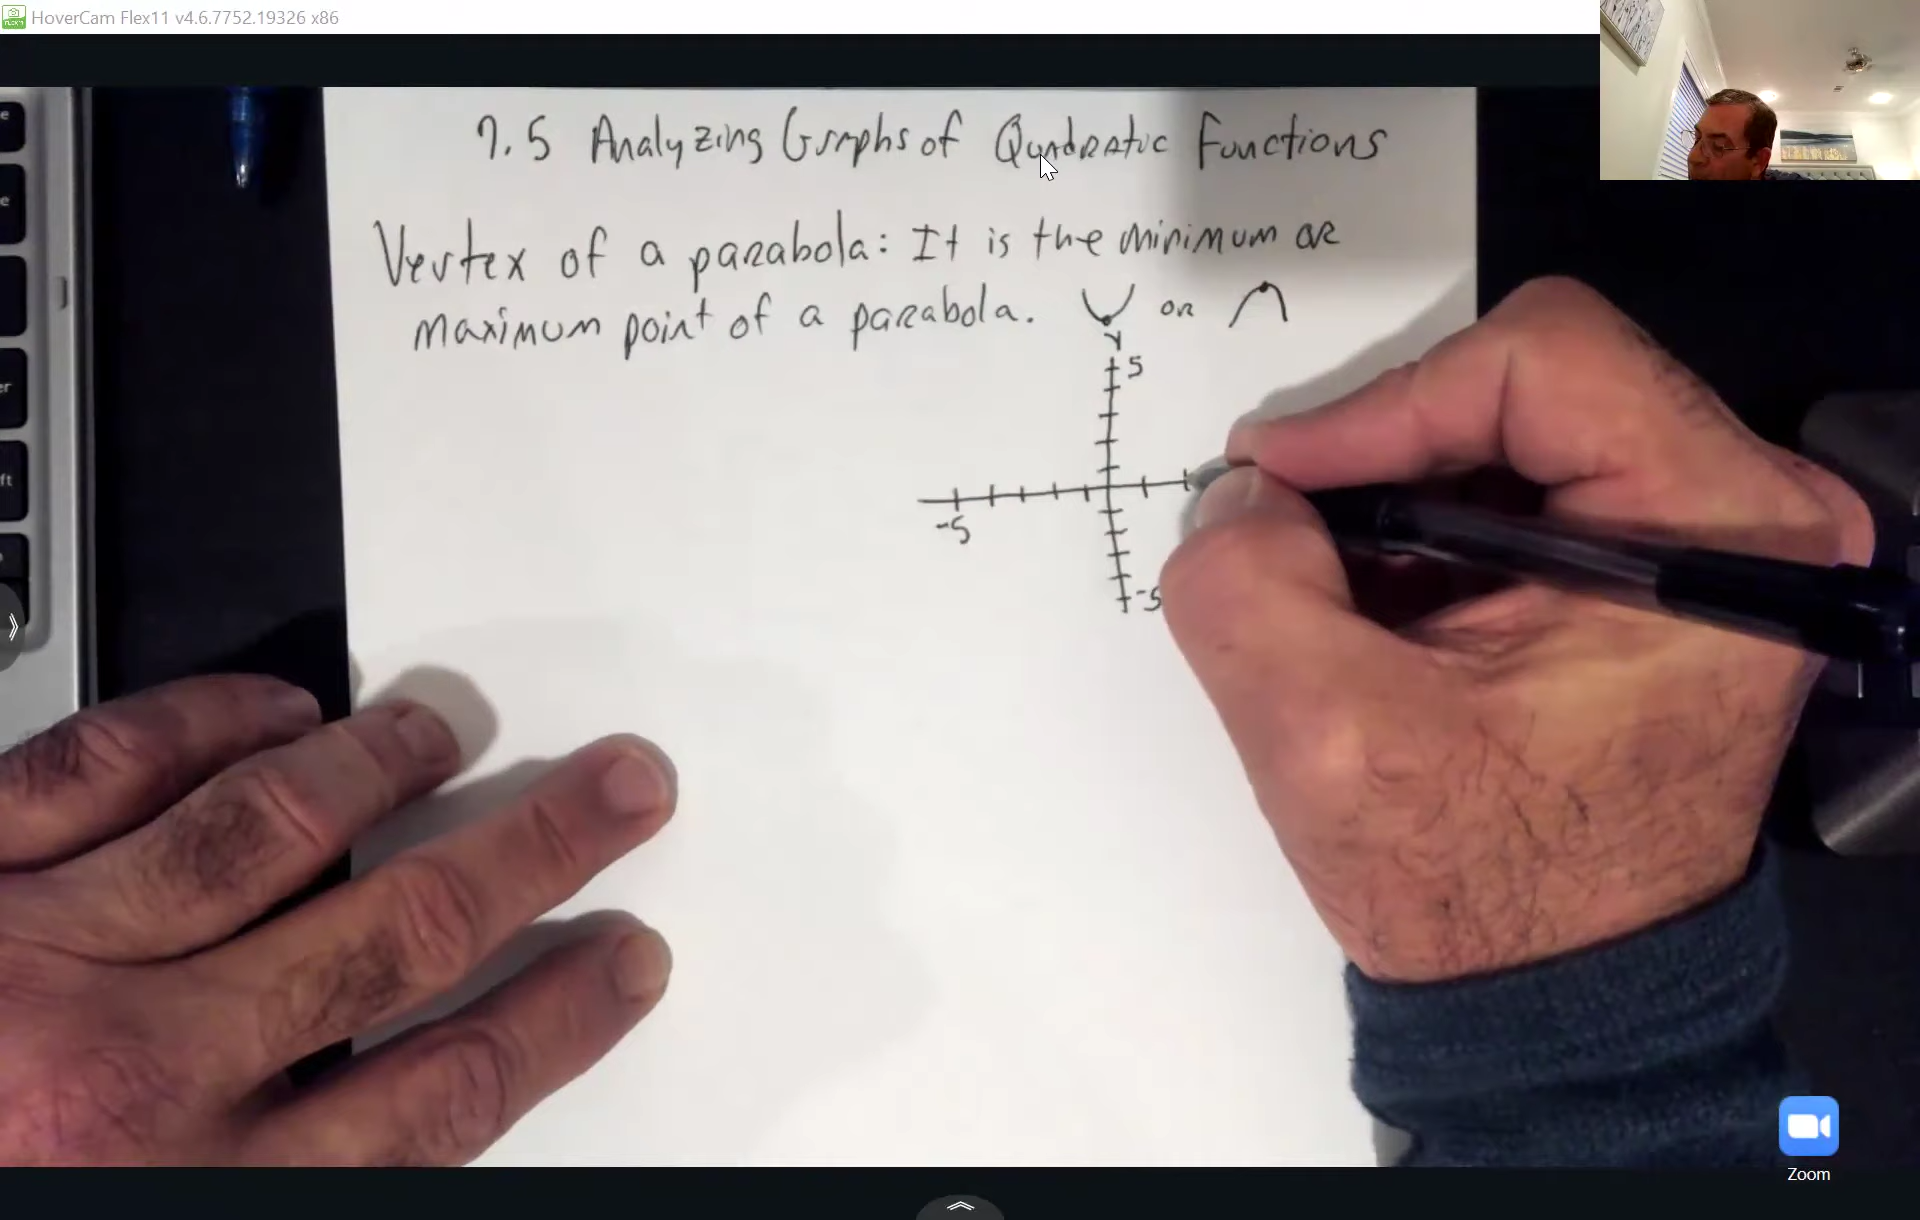 HoverCam Flex11 v4.6.7752.19326 x86
7.5 Analyzing Graphs of Quadratic Functions
Vertex of a parabola: It is the minimum or
maximum point of a parabola. or
y
5
-5
-5
Zoom